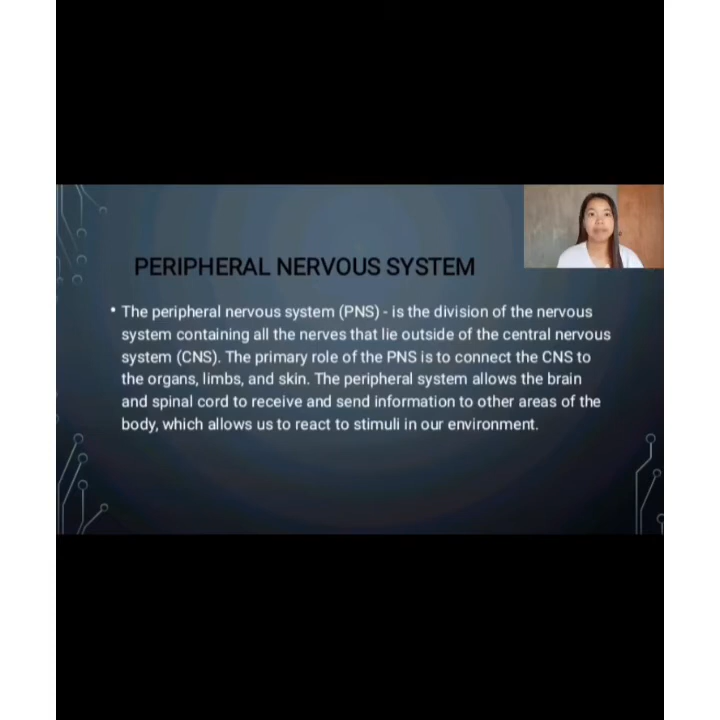 PERIPHERAL NERVOUS SYSTEM
• The peripheral nervous system (PNS) - is the division of the nervous
system containing all the nerves that lie outside of the central nervous
system (CNS). The primary role of the PNS is to connect the CNS to
the organs, limbs, and skin. The peripheral system allows the brain
and spinal cord to receive and send information to other areas of the
body, which allows us to react to stimuli in our environment.